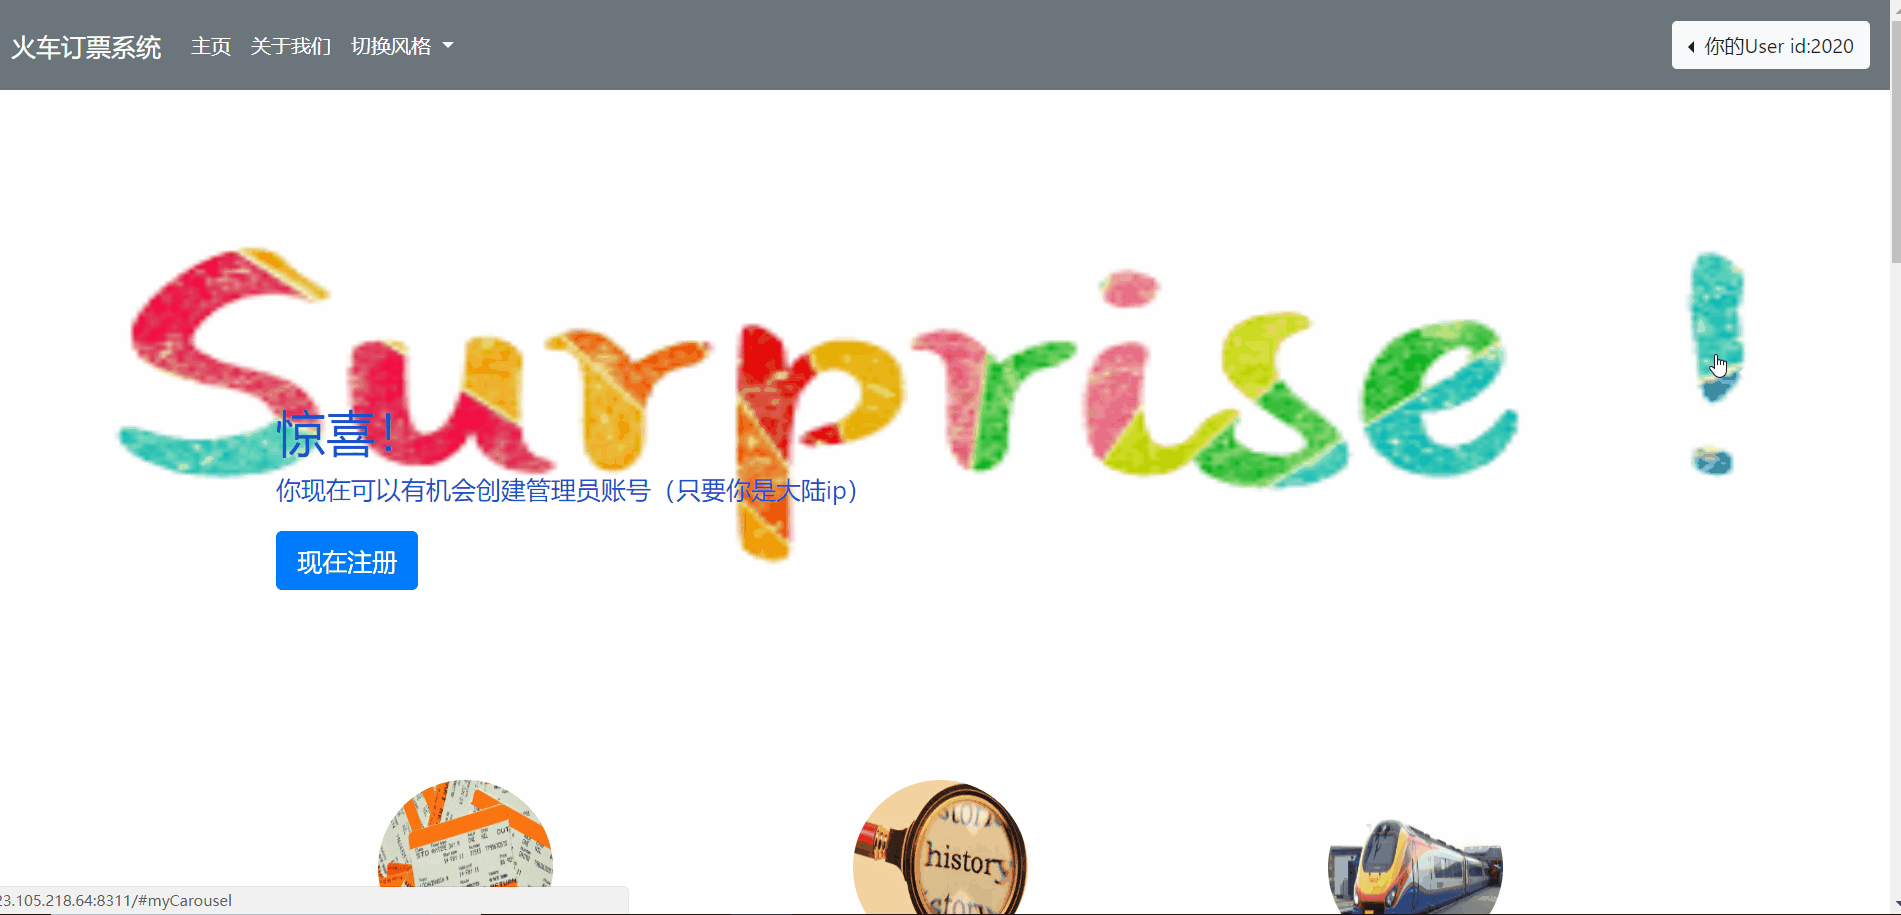 火车订票系统 主页 关于我们 切换风格 你的User id:2020
Surprise !
惊喜！
你现在可以有机会创建管理员账号（只要你是大陆ip）
现在注册
history
23.105.218.64:8311/#myCarousel